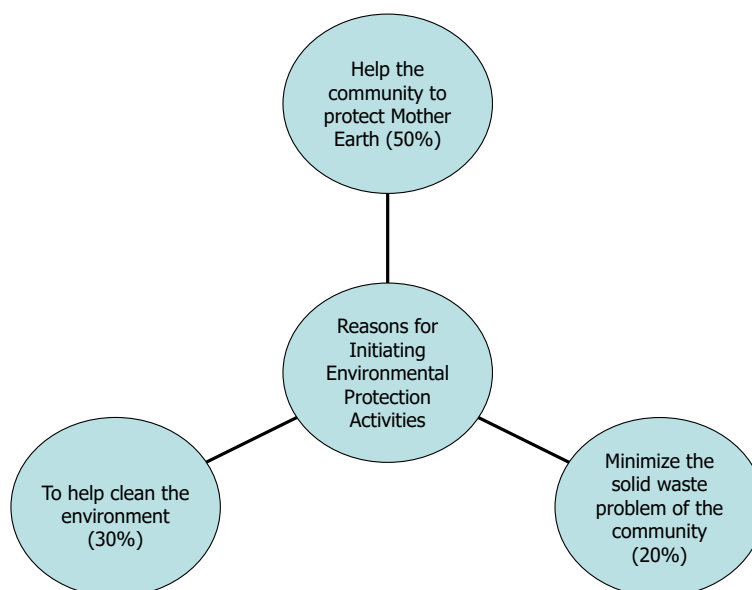 Help the
community to
protect Mother
Earth (50%)
Reasons for
Initiating
Environmental
Protection
Activities
To help clean the
environment
(30%)
Minimize the
solid waste
problem of the
community
(20%)